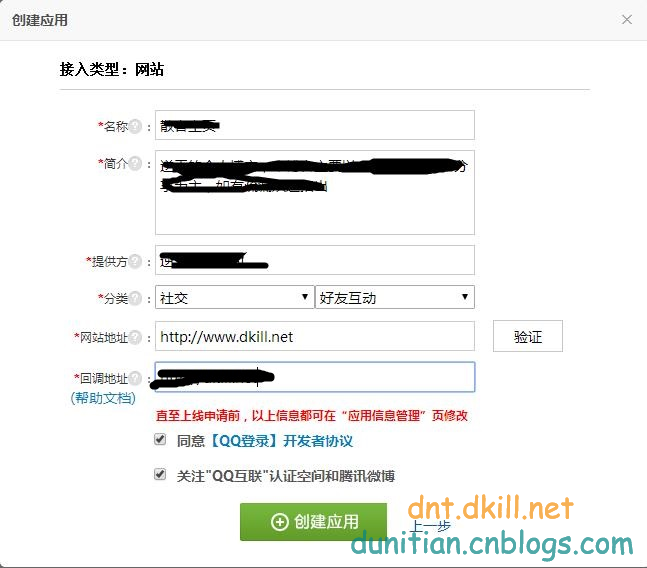 创建应用
接入类型：网站
*名称?：
*简介?：
分
如有
*提供方?：
*分类?： 社交 好友互动
*网站地址?： http://www.dkill.net 验证
*回调地址?：
(帮助文档)
直至上线申请前，以上信息都可在“应用信息管理”页修改
同意【QQ登录】开发者协议
关注"QQ互联"认证空间和腾讯微博
创建应用 上一步
dnt.dkill.net
dunitian.cnblogs.com